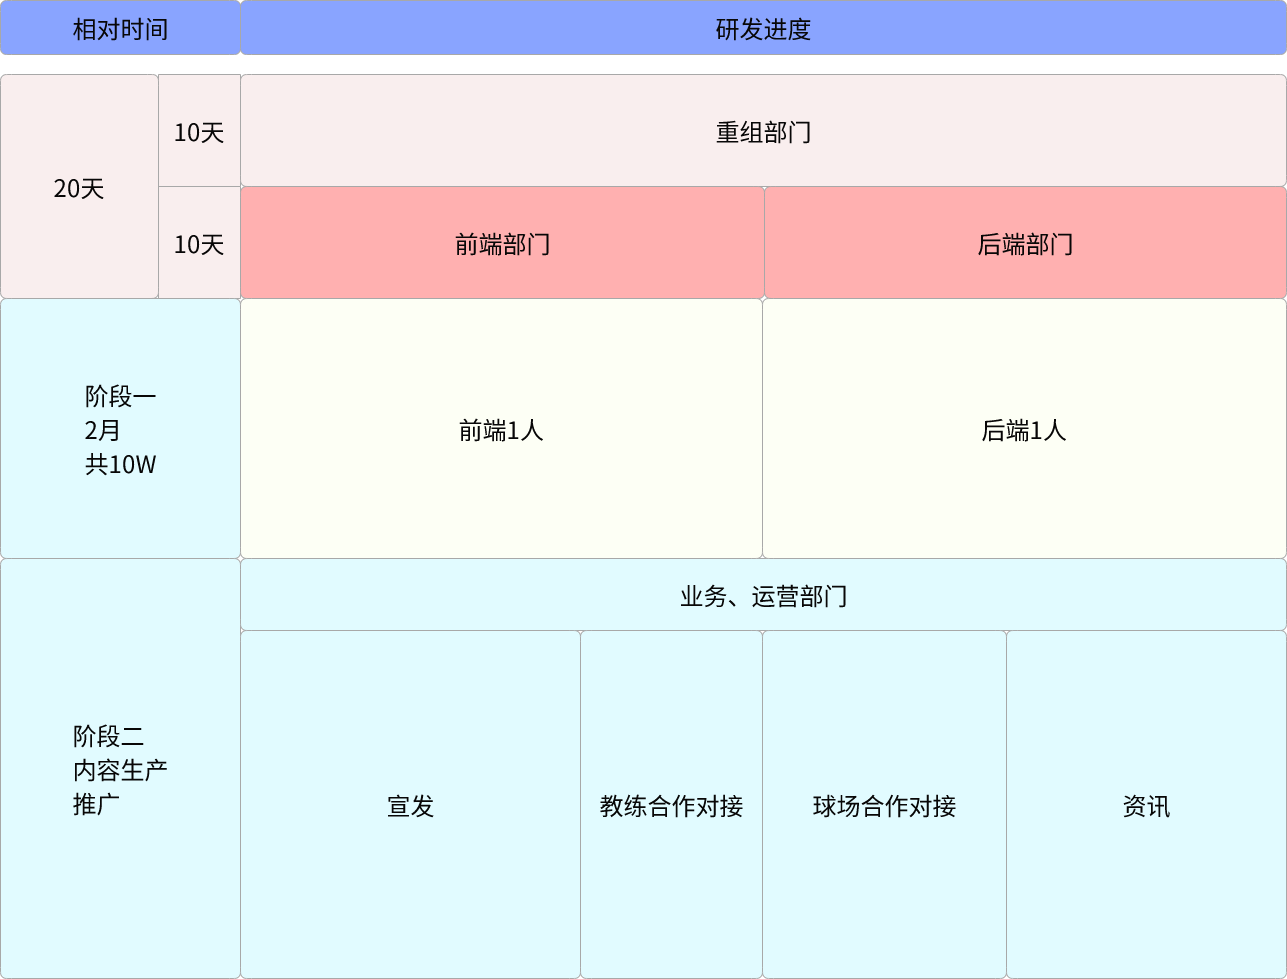 相对时间
研发进度
20天
10天
重组部门
10天
前端部门
后端部门
阶段一
2月
共10W
前端1人
后端1人
阶段二
内容生产
推广
业务、运营部门
宣发
教练合作对接
球场合作对接
资讯